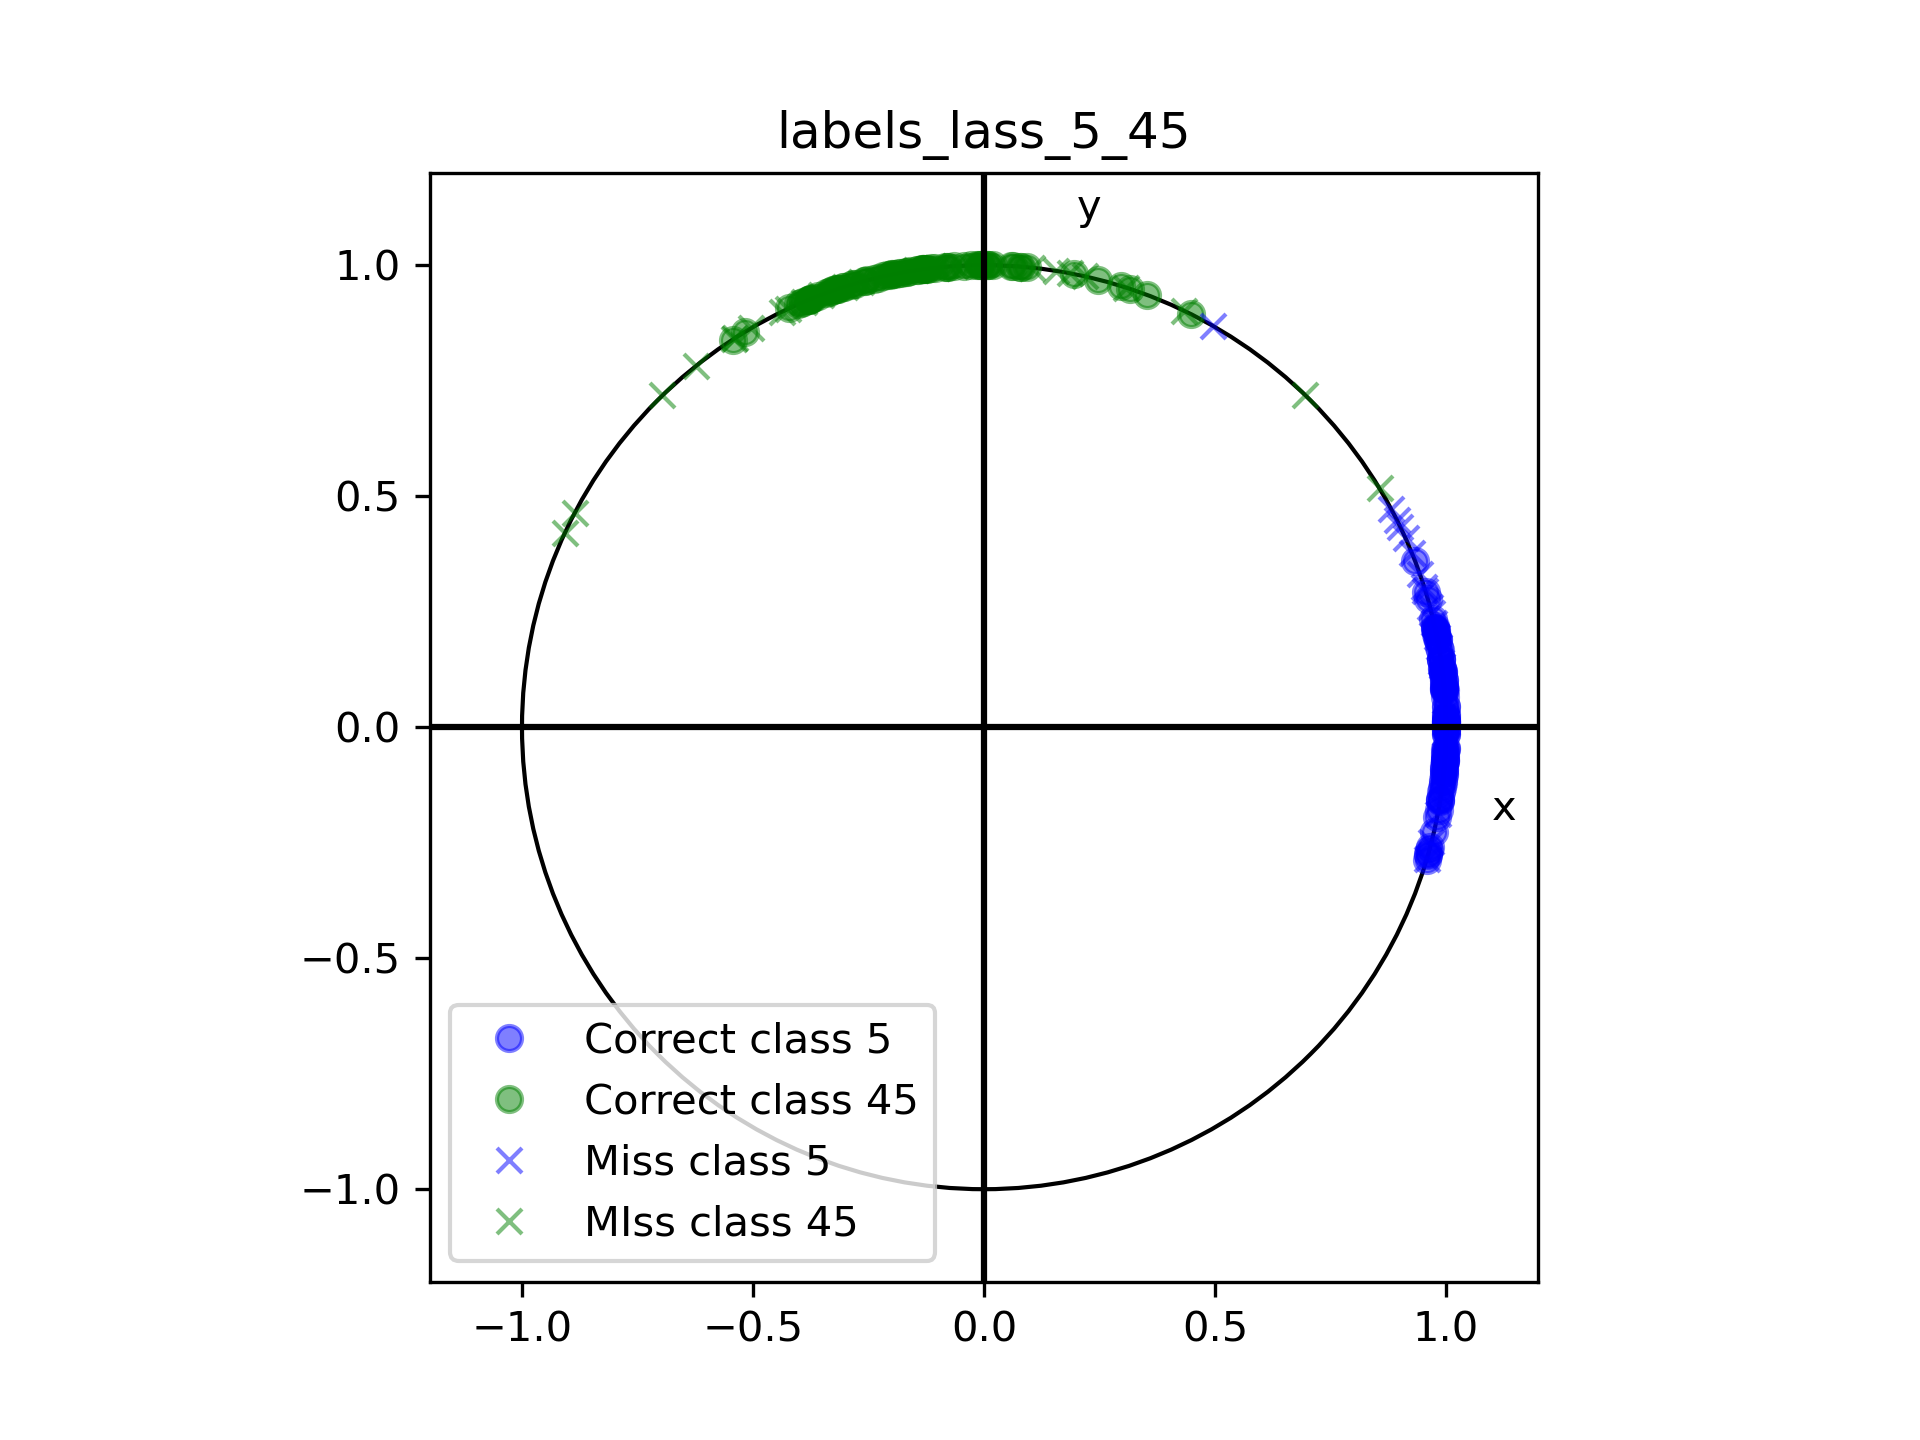 labels_lass_5_45
y
1.0
0.5
0.0
x
−0.5
−1.0
Correct class 5
Correct class 45
Miss class 5
MIss class 45
−1.0 −0.5 0.0 0.5 1.0